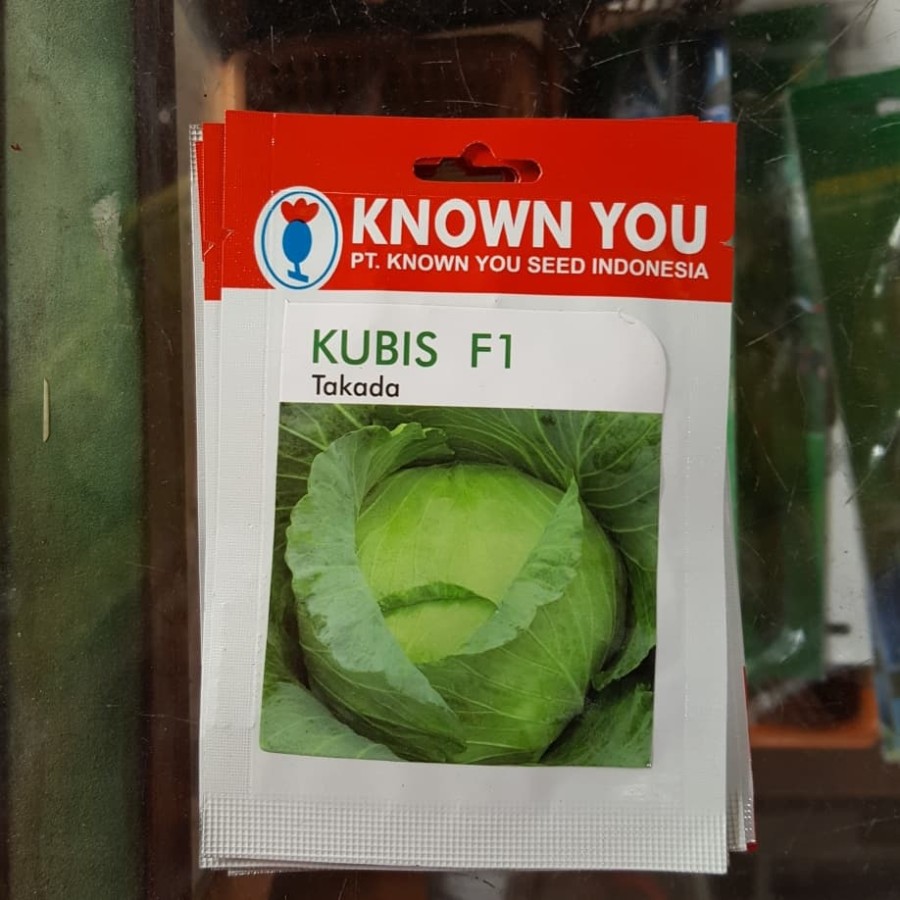 KNOWN YOU
PT. KNOWN YOU SEED INDONESIA
KUBIS F1
Takada